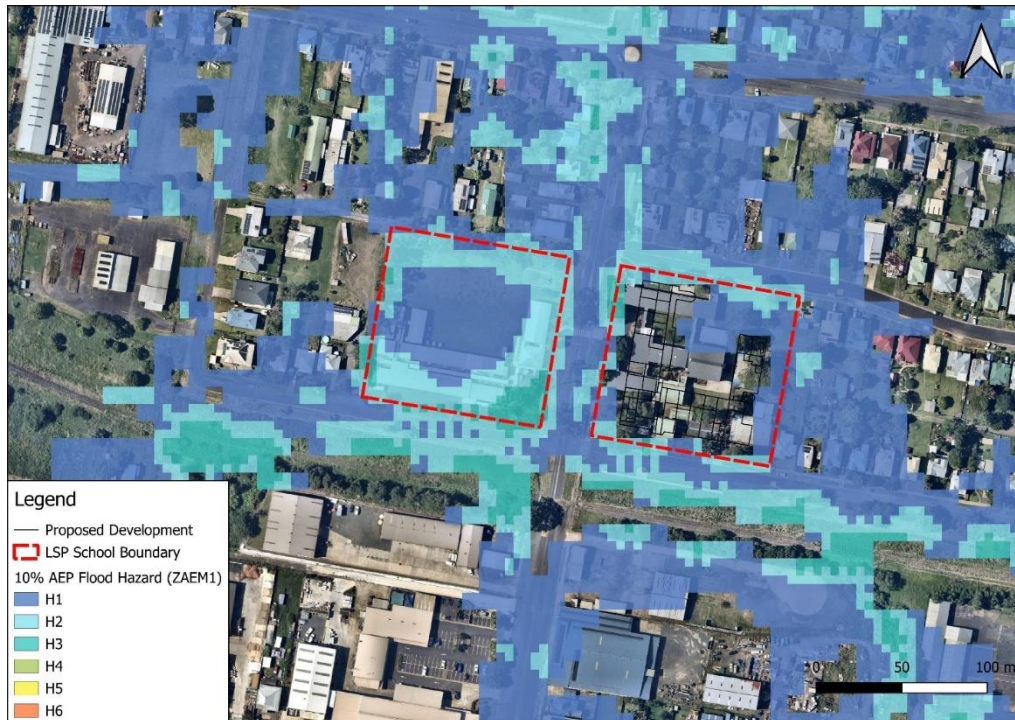 Legend
Proposed Development
LSP School Boundary
10% AEP Flood Hazard (ZAEM1)
H1
H2
H3
H4
H5
H6
0 50 100 m